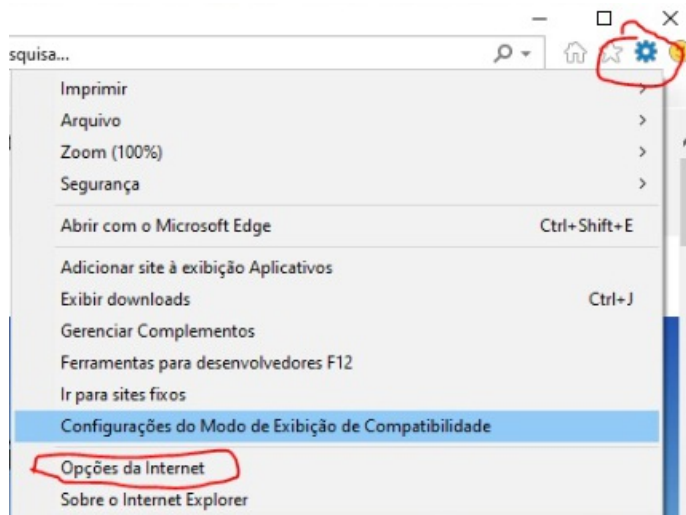 squisa...
Imprimir
Arquivo
Zoom (100%)
Segurança
Abrir com o Microsoft Edge Ctrl+Shift+E
Adicionar site à exibição Aplicativos
Exibir downloads Ctrl+J
Gerenciar Complementos
Ferramentas para desenvolvedores F12
Ir para sites fixos
Configurações do Modo de Exibição de Compatibilidade
Opções da Internet
Sobre o Internet Explorer